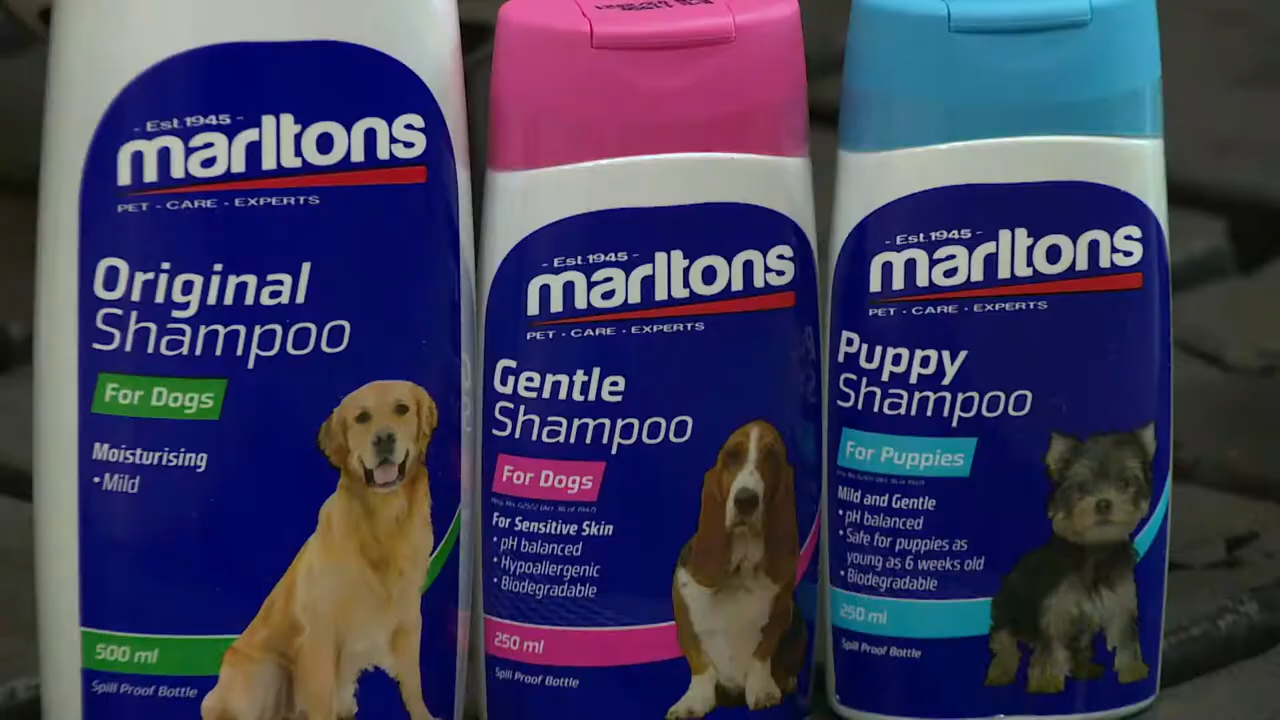 - Est.1945 -
marltons
PET - CARE - EXPERTS
Original
Shampoo
For Dogs
Moisturising
• Mild
500 ml
Spill Proof Bottle
- Est.1945 -
marltons
PET - CARE - EXPERTS
Gentle
Shampoo
For Dogs
For Sensitive Skin
• pH balanced
• Hypoallergenic
• Biodegradable
250 ml
Spill Proof Bottle
- Est.1945 -
marltons
PET - CARE - EXPERTS
Puppy
Shampoo
For Puppies
Mild and Gentle
• pH balanced
• Safe for puppies as
young as 6 weeks old
• Biodegradable
250 ml
Spill Proof Bottle